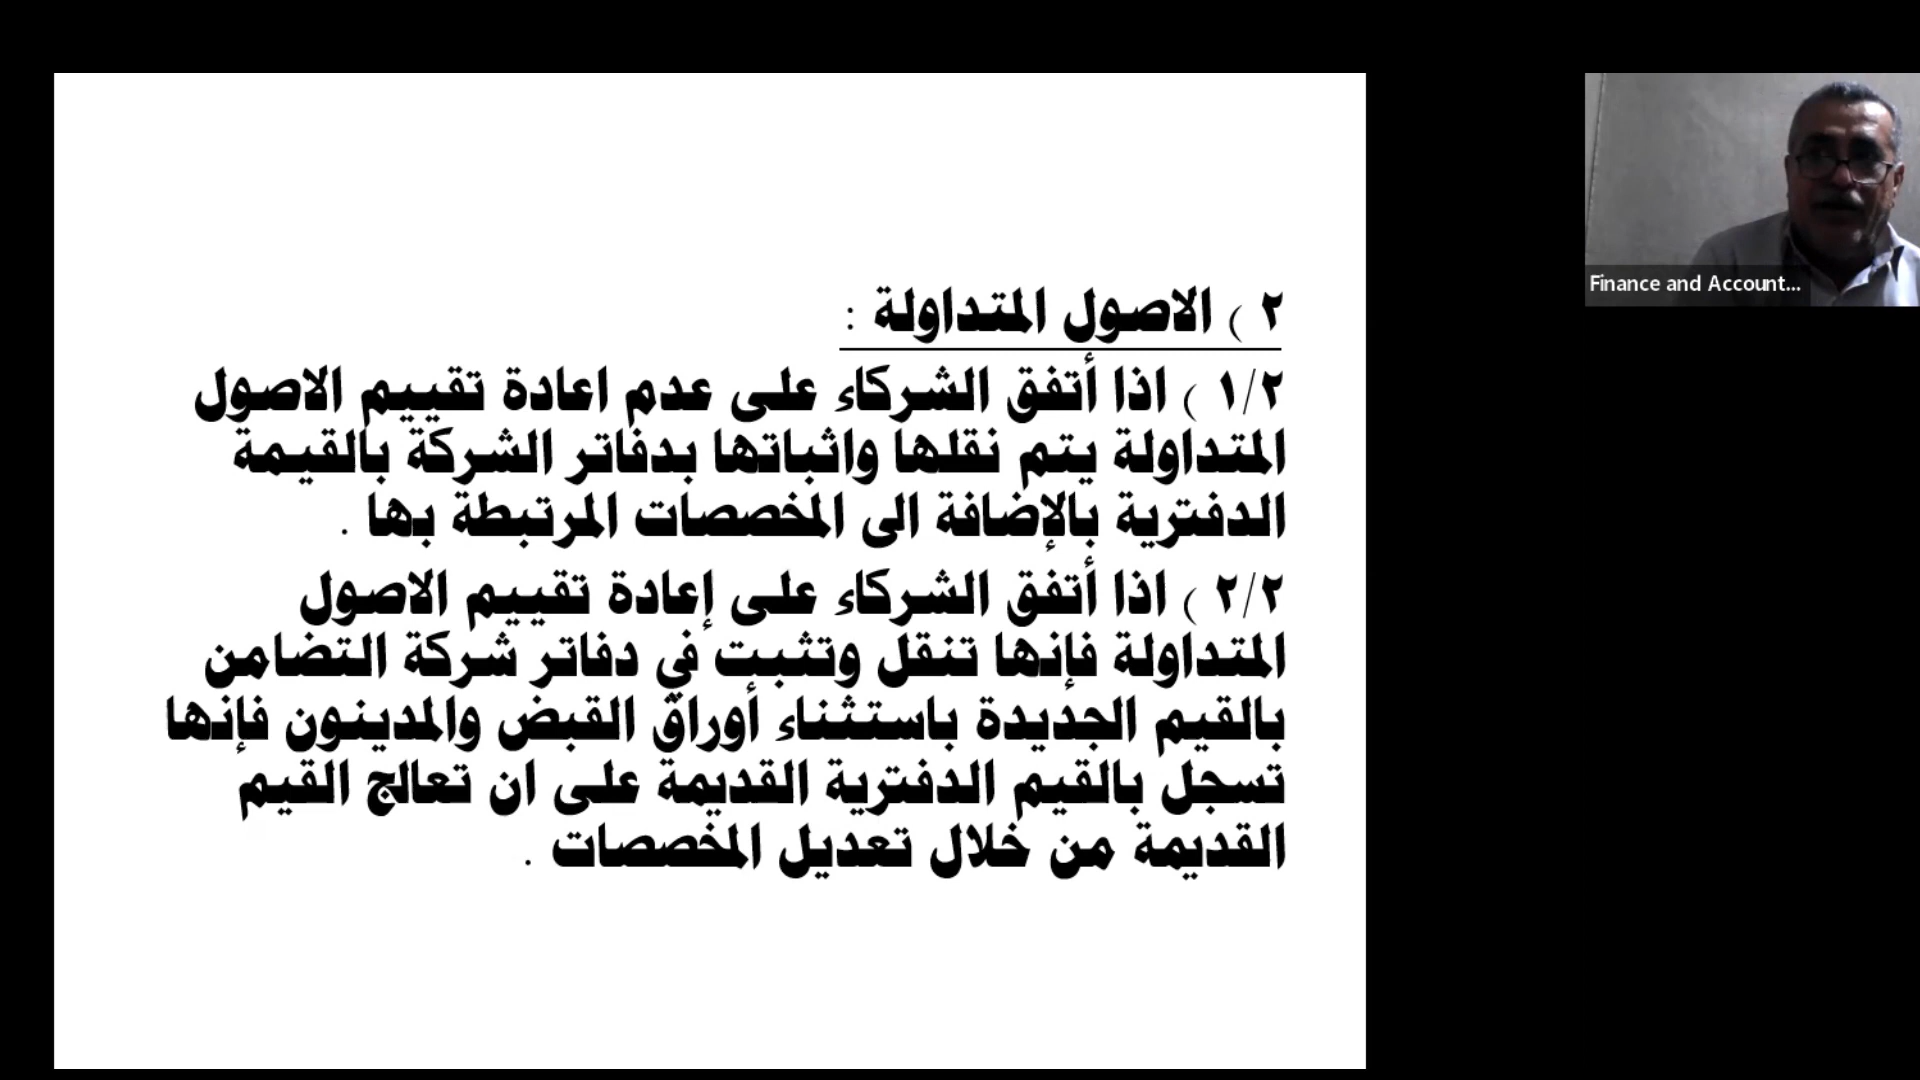 ٢ ) الاصول المتداولة :
١/٢ ) اذا أتفق الشركاء على عدم اعادة تقييم الاصول
المتداولة يتم نقلها واثباتها بدفاتر الشركة بالقيمة
الدفترية بالإضافة الى المخصصات المرتبطة بها .
٢/٢ ) اذا أتفق الشركاء على إعادة تقييم الاصول
المتداولة فإنها تنقل وتثبت في دفاتر شركة التضامن
بالقيم الجديدة باستثناء أوراق القبض والمدينون فإنها
تسجل بالقيم الدفترية القديمة على ان تعالج القيم
القديمة من خلال تعديل المخصصات .
Finance and Account...